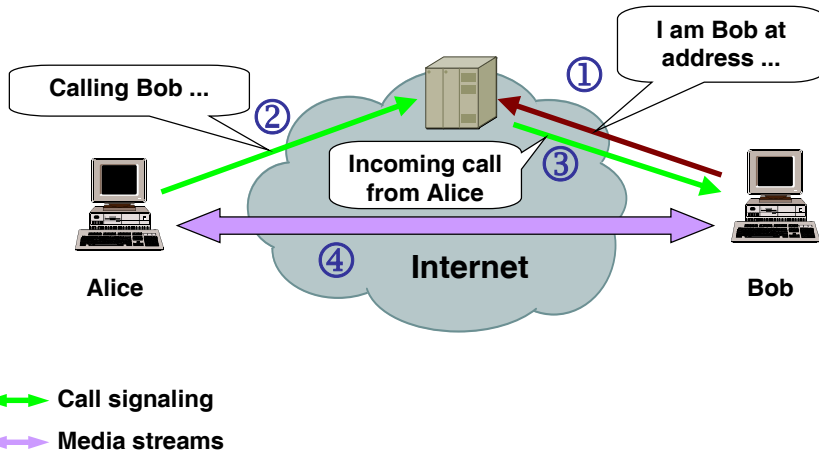 I am Bob at
address ...
①
Calling Bob ...
②
Incoming call
from Alice
③
④
Internet
Alice
Bob
Call signaling
Media streams